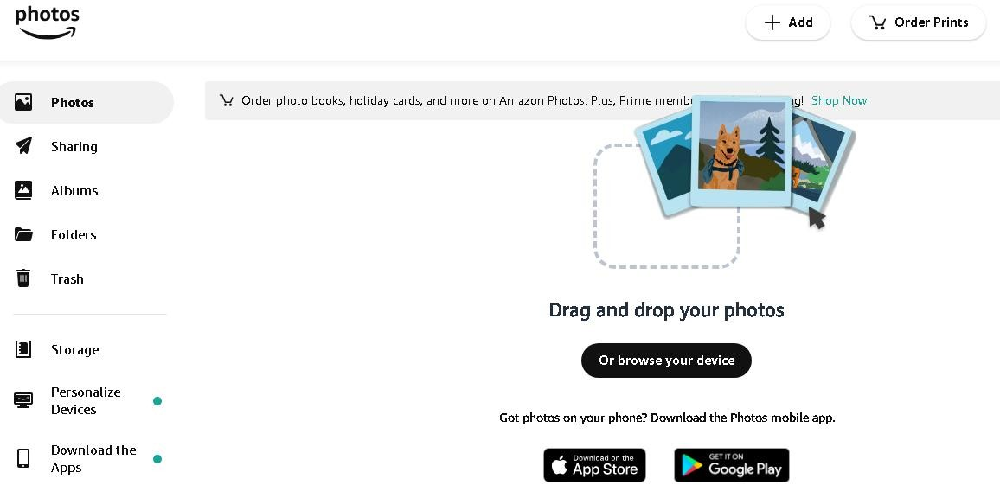 photos
Add
Order Prints
Photos
Order photo books, holiday cards, and more on Amazon Photos. Plus, Prime memb g! Shop Now
Sharing
Albums
Folders
Trash
Drag and drop your photos
Storage
Or browse your device
Personalize
Devices
Got photos on your phone? Download the Photos mobile app.
Download the
Apps
Download on the
App Store
GET IT ON
Google Play